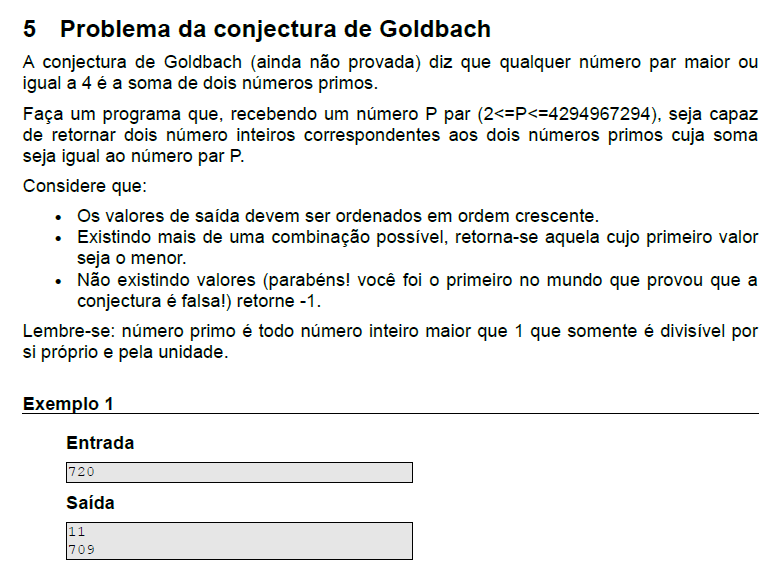 5 Problema da conjectura de Goldbach
A conjectura de Goldbach (ainda não provada) diz que qualquer número par maior ou
igual a 4 é a soma de dois números primos.
Faça um programa que, recebendo um número P par (2<=P<=4294967294), seja capaz
de retornar dois número inteiros correspondentes aos dois números primos cuja soma
seja igual ao número par P.
Considere que:
• Os valores de saída devem ser ordenados em ordem crescente.
• Existindo mais de uma combinação possível, retorna-se aquela cujo primeiro valor
seja o menor.
• Não existindo valores (parabéns! você foi o primeiro no mundo que provou que a
conjectura é falsa!) retorne -1.
Lembre-se: número primo é todo número inteiro maior que 1 que somente é divisível por
si próprio e pela unidade.
Exemplo 1
Entrada
720
Saída
11
709